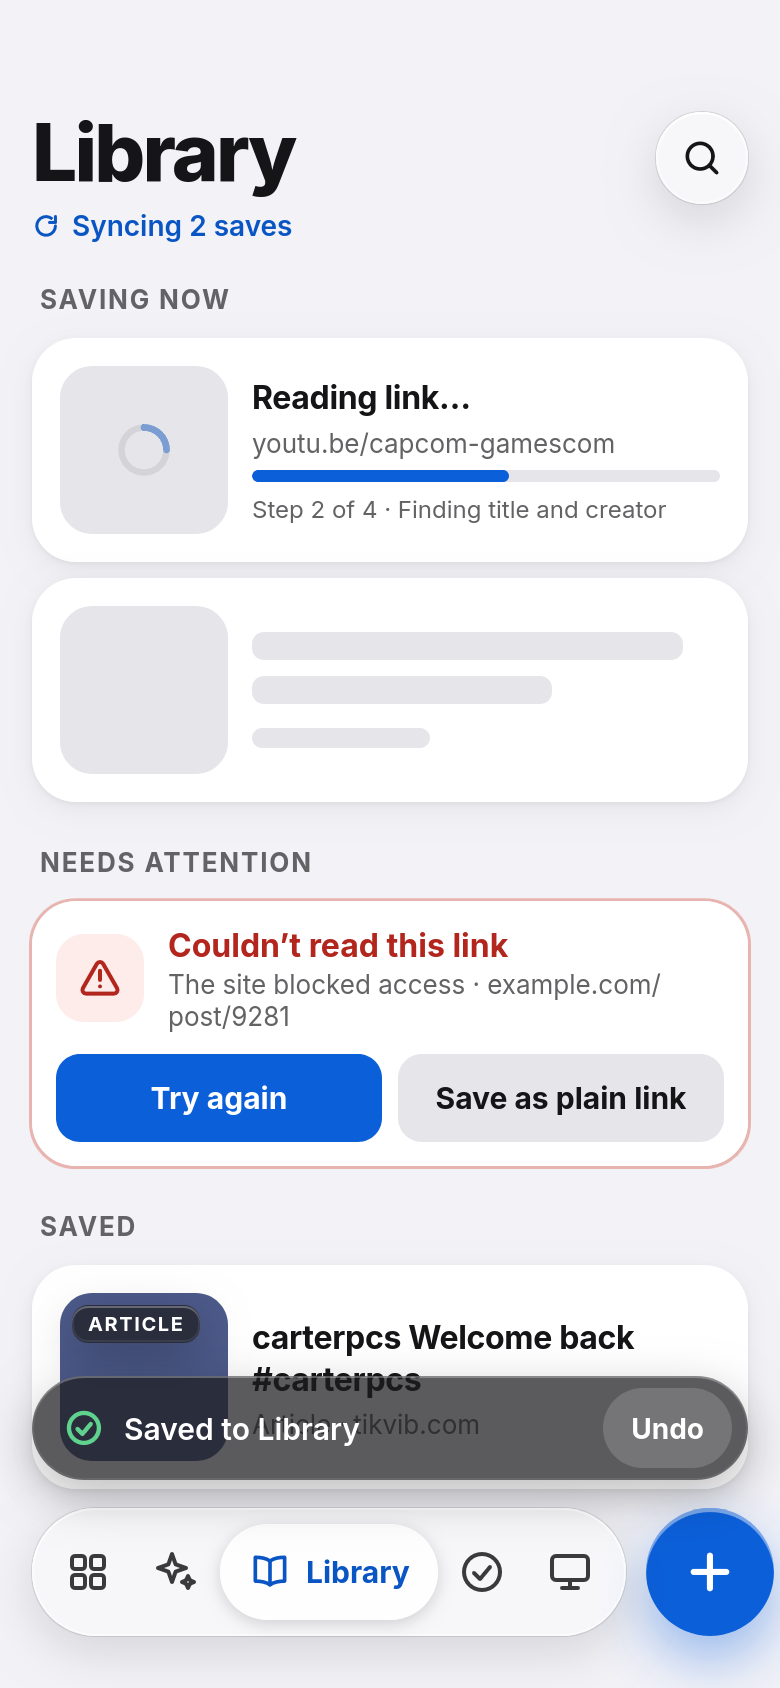 Library
Syncing 2 saves
SAVING NOW
Reading link...
youtu.be/capcom-gamescom
Step 2 of 4 · Finding title and creator
NEEDS ATTENTION
Couldn’t read this link
The site blocked access · example.com/
post/9281
Try again
Save as plain link
SAVED
ARTICLE
carterpcs Welcome back
#carterpcs
Article · tikvib.com
Saved to Library
Undo
Library